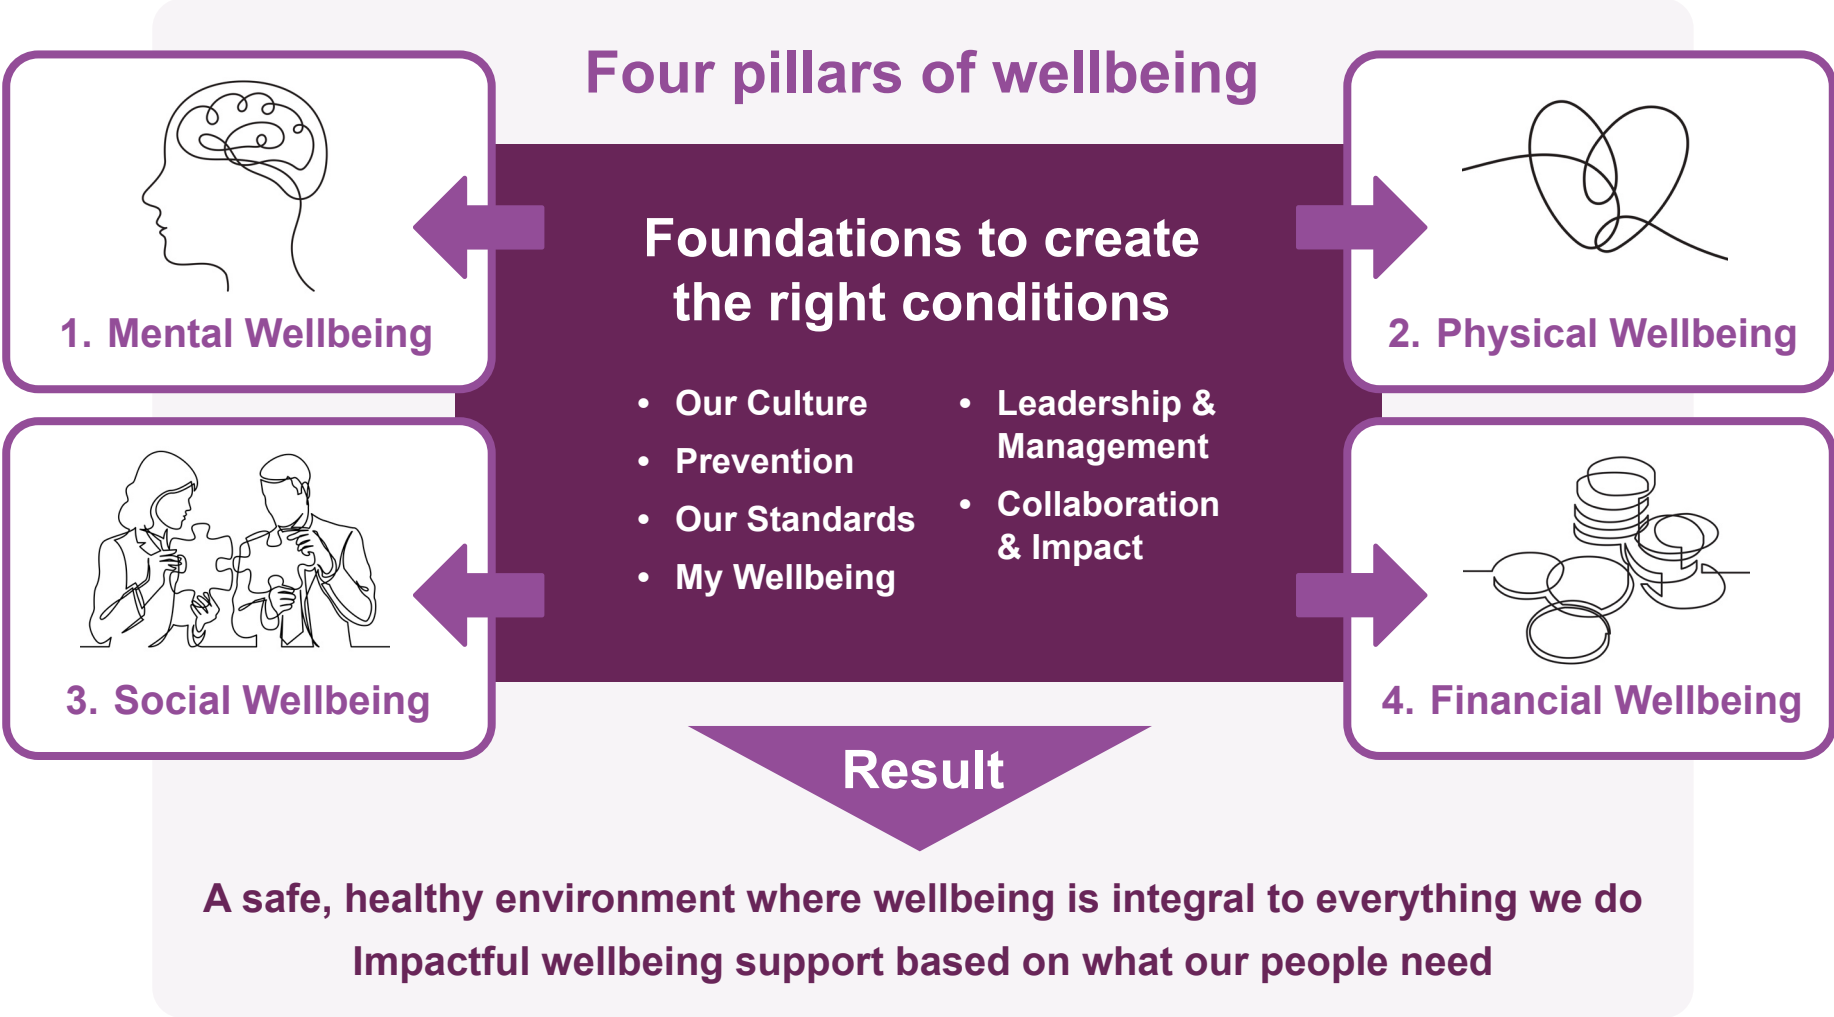 Four pillars of wellbeing
1. Mental Wellbeing
2. Physical Wellbeing
Foundations to create
the right conditions
• Our Culture
• Prevention
• Our Standards
• My Wellbeing
• Leadership &
Management
• Collaboration
& Impact
3. Social Wellbeing
4. Financial Wellbeing
Result
A safe, healthy environment where wellbeing is integral to everything we do
Impactful wellbeing support based on what our people need